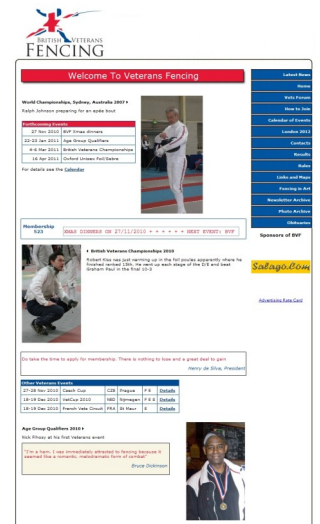 BRITISH VETERANS
FENCING
Welcome To Veterans Fencing
World Championships, Sydney, Australia 2007
Ralph Johnson preparing for an epée bout
Forthcoming Events
27 Nov 2010 BVF Xmas dinners
22-23 Jan 2011 Age Group Qualifiers
4-6 Mar 2011 British Veterans Championships
16 Apr 2011 Oxford Unisex Foil/Sabre
For details see the Calendar
Latest News
Home
Vets Forum
How to Join
Calendar of Events
London 2012
Contacts
Results
Rules
Links and Maps
Fencing in Art
Newsletter Archive
Photo Archive
Obituaries
Sponsors of BVF
Salago.com
Advertising Rate Card
Membership
523
XMAS DINNERS ON 27/11/2010 + + + + + + NEXT EVENT: BVF
British Veterans Championships 2010
Robert Kiss was just warming up in the foil poules apparently where he
finished ranked 15th. He went up each stage of the D/E and beat
Graham Paul in the final 10-3
Do take the time to apply for membership. There is nothing to lose and a great deal to gain
Henry de Silva, President
Other Veterans Events
27-28 Nov 2010 Czech Cup CZE Prague F E Details
18-19 Dec 2010 VetCup 2010 NED Nijmegen F E S Details
18-19 Dec 2010 French Vets Circuit FRA St Maur E Details
Age Group Qualifiers 2010
Nick Mhoay at his first Veterans event
"I'm a ham. I was immediately attracted to fencing because it
seemed like a romantic, melodramatic form of combat"
Bruce Dickinson